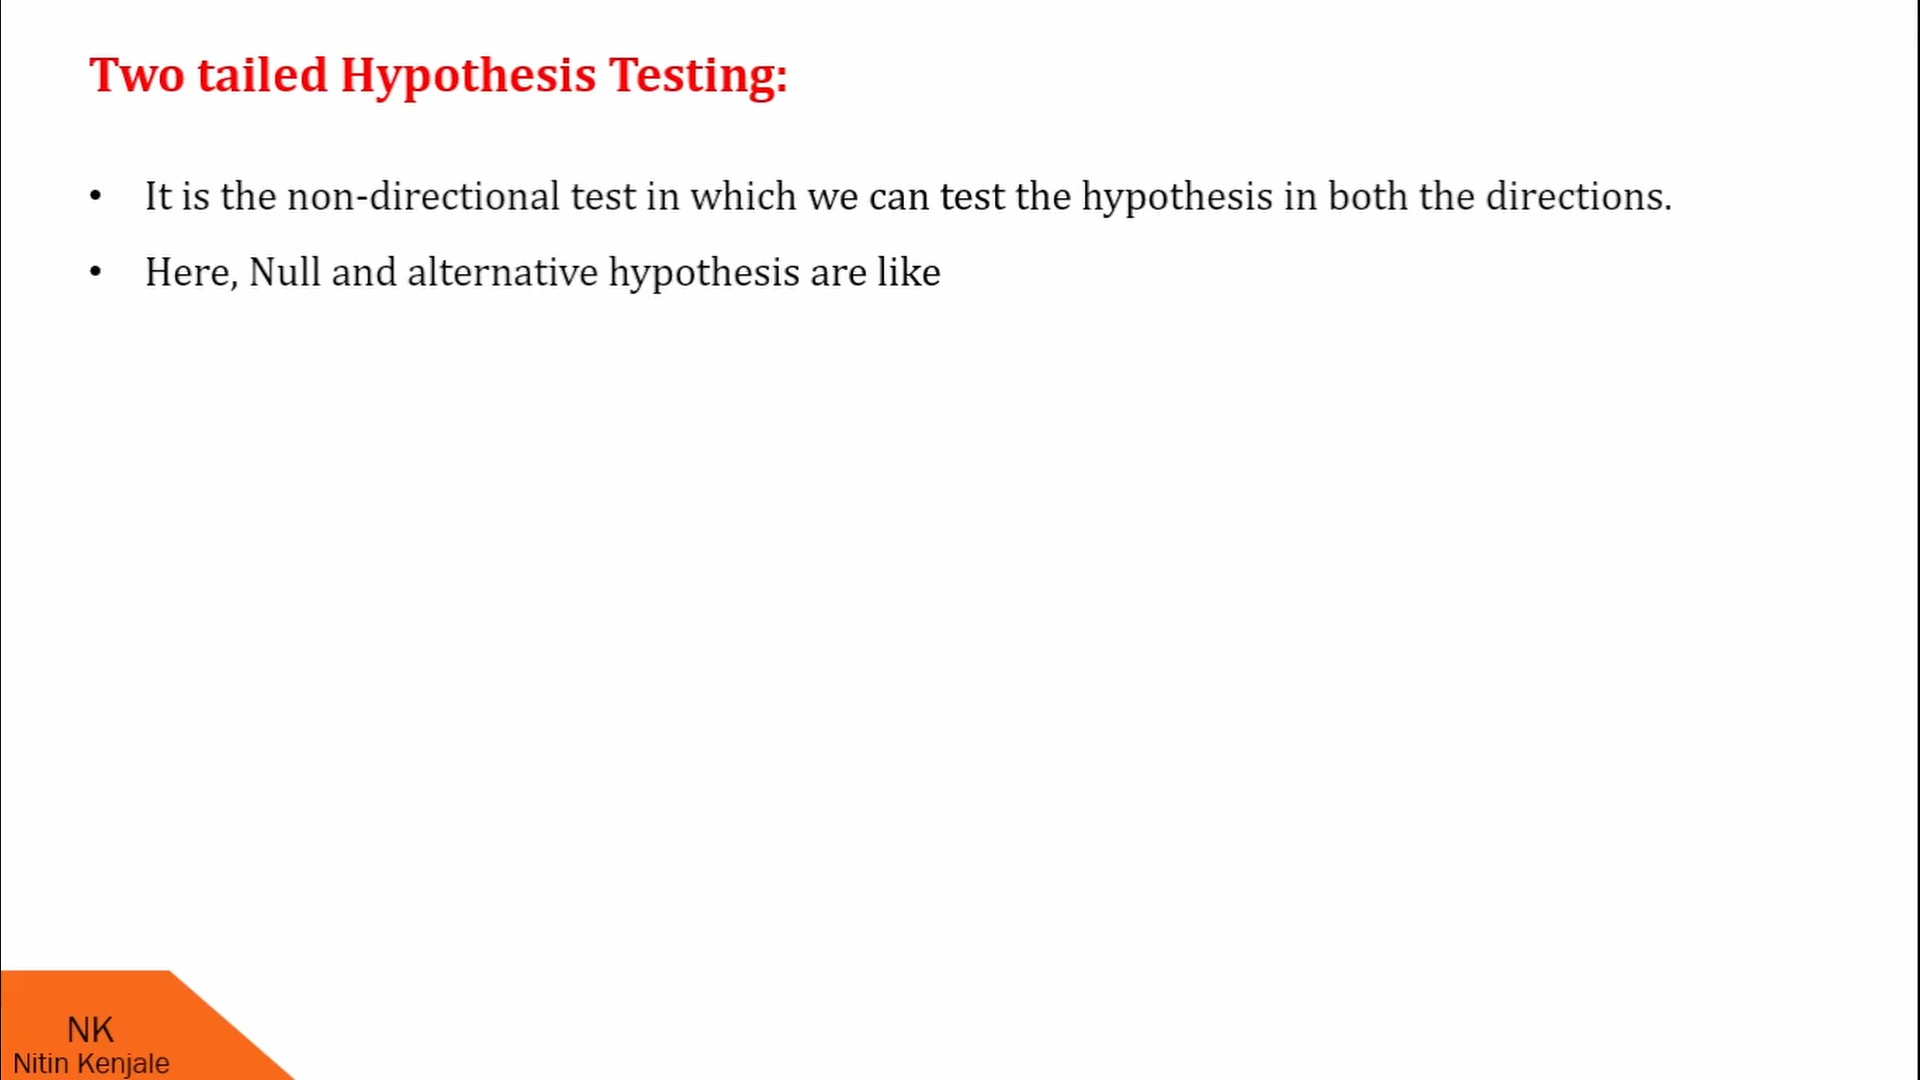 Two tailed Hypothesis Testing:
• It is the non-directional test in which we can test the hypothesis in both the directions.
• Here, Null and alternative hypothesis are like
NK
Nitin Kenjale